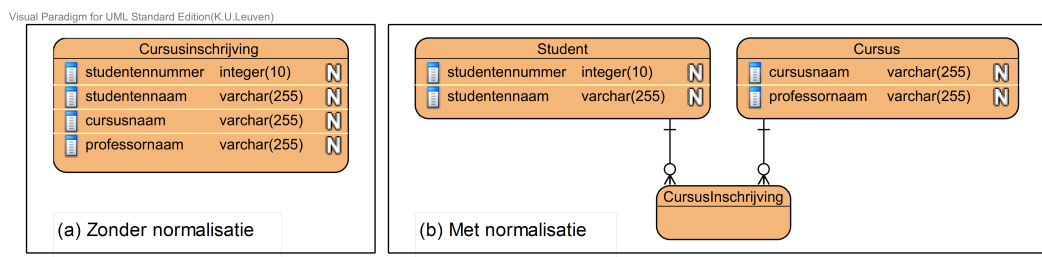 Visual Paradigm for UML Standard Edition(K.U.Leuven)
Cursusinschrijving
studentennummer integer(10) N
studentennaam varchar(255) N
cursusnaam varchar(255) N
professornaam varchar(255) N
(a) Zonder normalisatie
Student
studentennummer integer(10) N
studentennaam varchar(255) N
Cursus
cursusnaam varchar(255) N
professornaam varchar(255) N
CursusInschrijving
(b) Met normalisatie